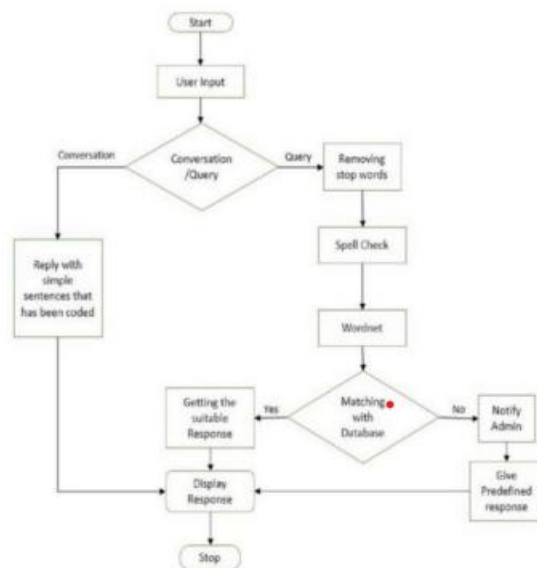 Start
User Input
Conversation
Conversation
/Query
Query
Removing
stop words
Reply with
simple
sentences that
has been coded
Spell Check
Wordnet
Getting the
suitable
Response
Yes
Matching
with
Database
No
Notify
Admin
Display
Response
Give
Predefined
response
Stop